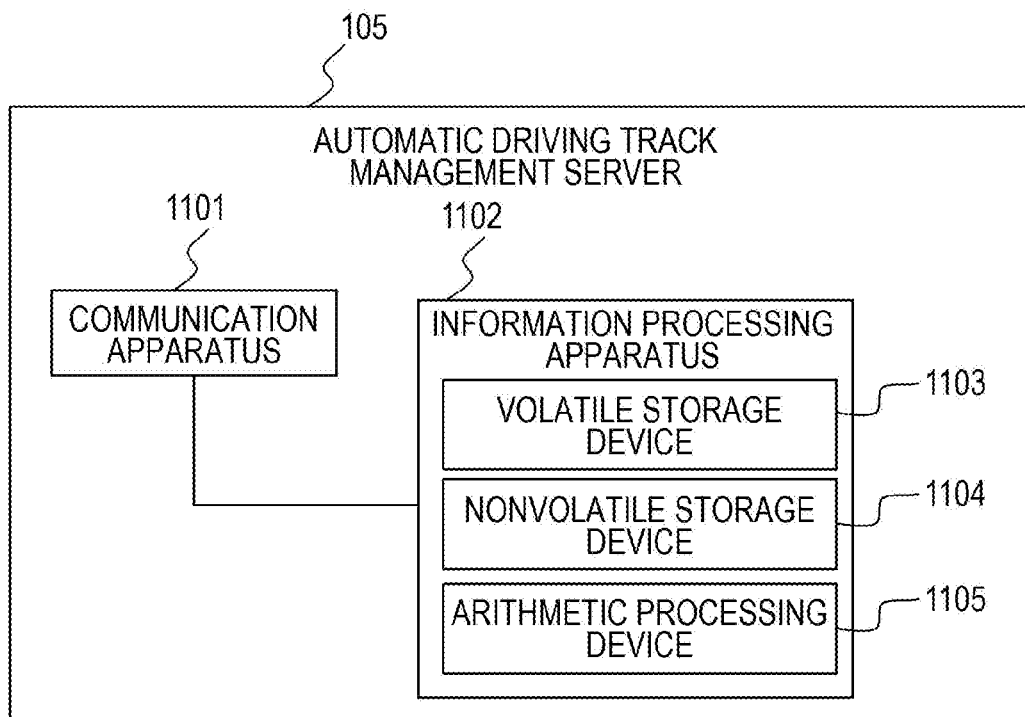 105
AUTOMATIC DRIVING TRACK
MANAGEMENT SERVER
1101
1102
COMMUNICATION
APPARATUS
INFORMATION PROCESSING
APPARATUS
1103
VOLATILE STORAGE
DEVICE
1104
NONVOLATILE STORAGE
DEVICE
1105
ARITHMETIC PROCESSING
DEVICE